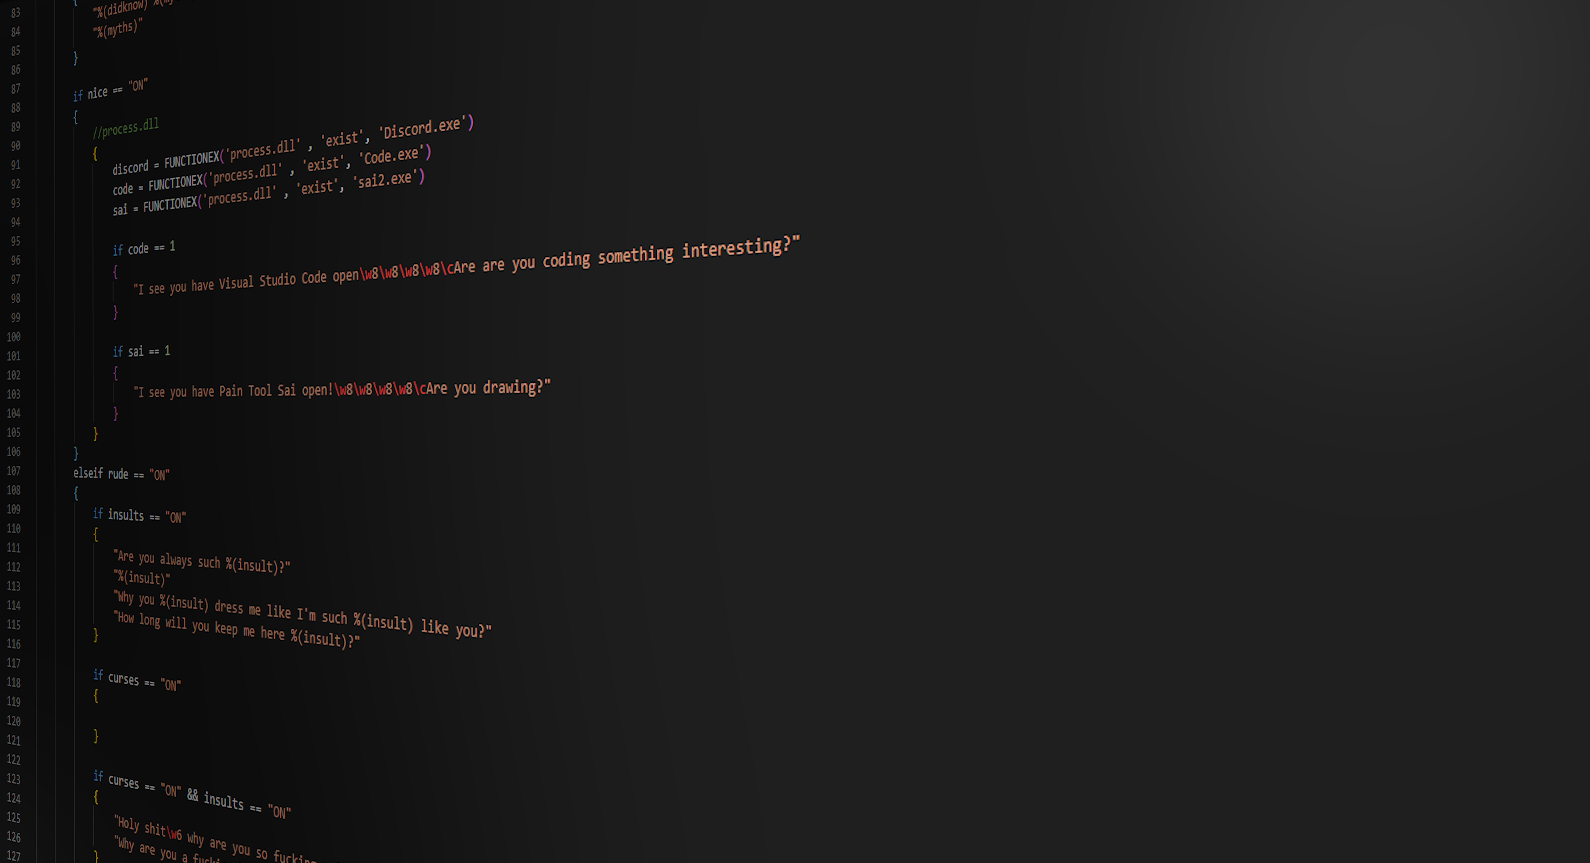 83
84
85
86
87
88
89
90
91
92
93
94
95
96
97
98
99
100
101
102
103
104
105
106
107
108
109
110
111
112
113
114
115
116
117
118
119
120
121
122
123
124
125
126
127
{
"%(didknow)
"%(myths)"
}
if nice == "ON"
{
//process.dll
{
discord = FUNCTIONEX('process.dll' , 'exist', 'Discord.exe')
code = FUNCTIONEX('process.dll' , 'exist', 'Code.exe')
sai = FUNCTIONEX('process.dll' , 'exist', 'sai2.exe')
if code == 1
{
"I see you have Visual Studio Code open\w8\w8\w8\w8\cAre are you coding something interesting?"
}
if sai == 1
{
"I see you have Pain Tool Sai open!\w8\w8\w8\w8\cAre you drawing?"
}
}
}
elseif rude == "ON"
{
if insults == "ON"
{
"Are you always such %(insult)?"
"%(insult)"
"Why you %(insult) dress me like I'm such %(insult) like you?"
"How long will you keep me here %(insult)?"
}
if curses == "ON"
{
}
if curses == "ON" && insults == "ON"
{
"Holy shit\w6 why are you so fucking
"Why are you a
}